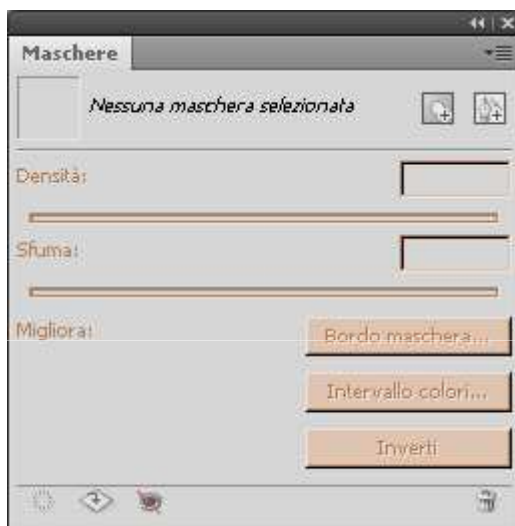 Maschere
Nessuna maschera selezionata
Densità:
Sfuma:
Migliora:
Bordo maschera...
Intervallo colori...
Inverti